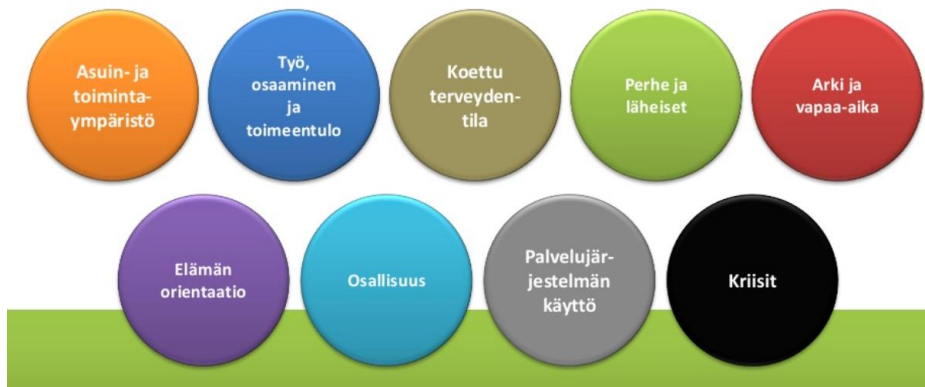 Asuin- ja
toiminta-
ympäristö
Työ,
osaaminen
ja
toimeentulo
Koettu
terveyden-
tila
Perhe ja
läheiset
Arki ja
vapaa-aika
Elämän
orientaatio
Osallisuus
Palvelujär-
jestelmän
käyttö
Kriisit